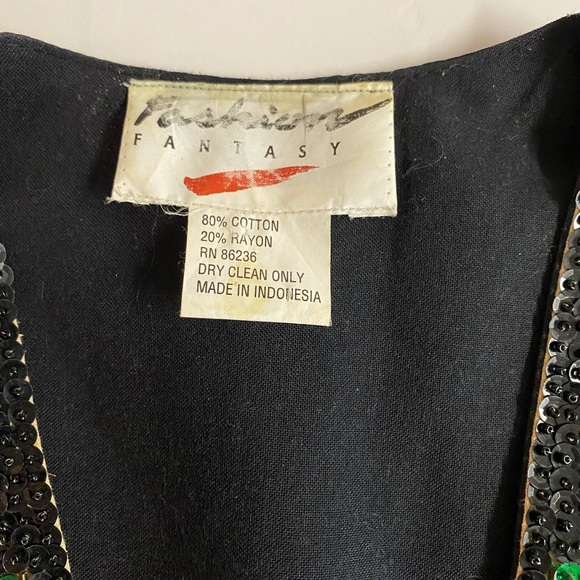 Fashion
FANTASY
80% COTTON
20% RAYON
RN 86236
DRY CLEAN ONLY
MADE IN INDONESIA